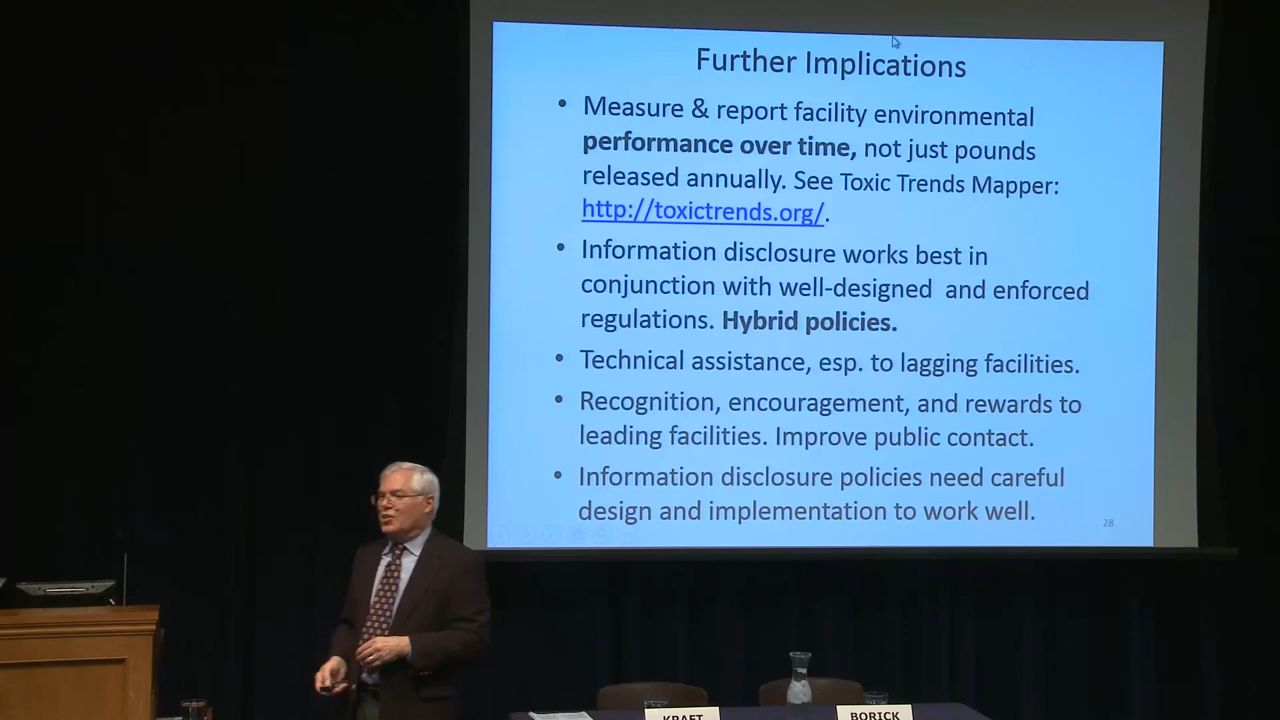 Further Implications
• Measure & report facility environmental
performance over time, not just pounds
released annually. See Toxic Trends Mapper:
http://toxictrends.org/.
• Information disclosure works best in
conjunction with well-designed and enforced
regulations. Hybrid policies.
• Technical assistance, esp. to lagging facilities.
• Recognition, encouragement, and rewards to
leading facilities. Improve public contact.
• Information disclosure policies need careful
design and implementation to work well.
28
KRAFT
BORICK